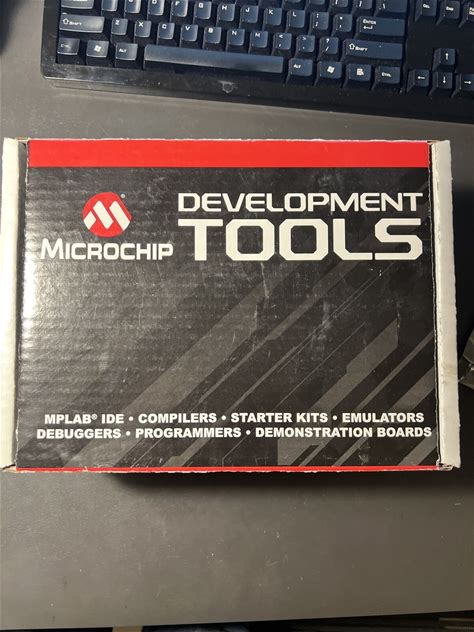 DEVELOPMENT
TOOLS
MICROCHIP
MPLAB® IDE • COMPILERS • STARTER KITS • EMULATORS
DEBUGGERS • PROGRAMMERS • DEMONSTRATION BOARDS